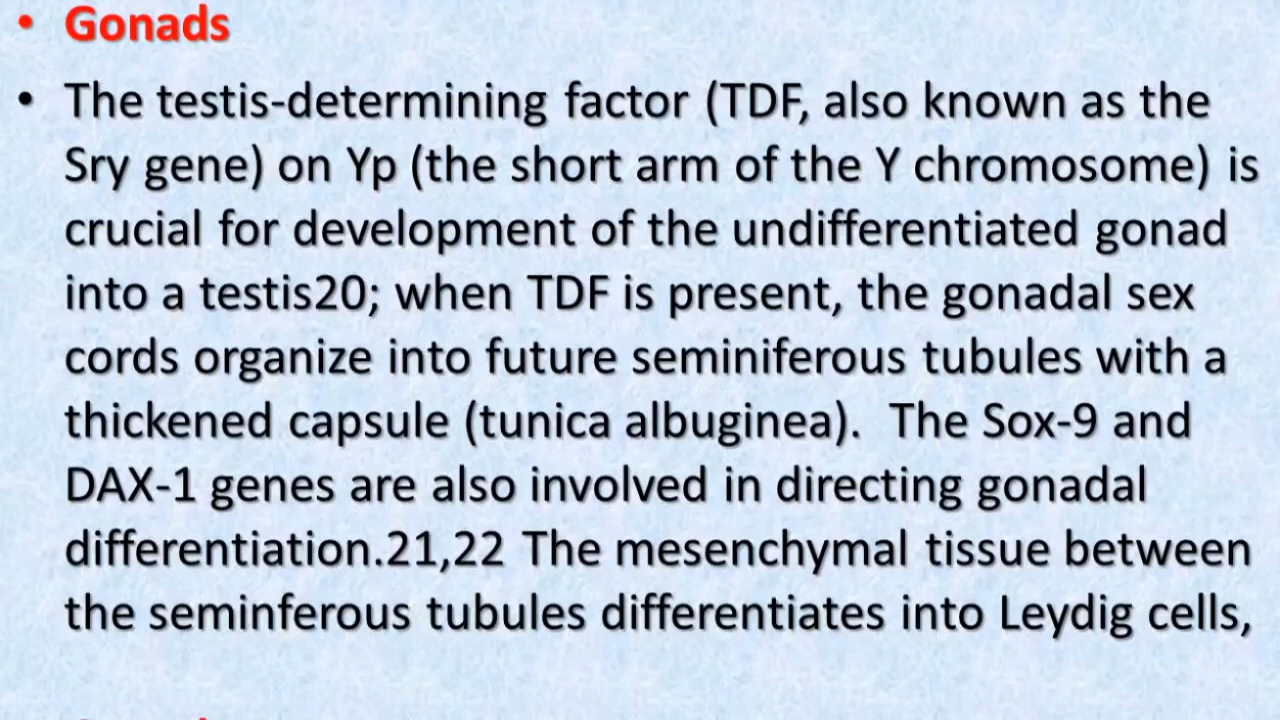 • Gonads
• The testis-determining factor (TDF, also known as the
Sry gene) on Yp (the short arm of the Y chromosome) is
crucial for development of the undifferentiated gonad
into a testis20; when TDF is present, the gonadal sex
cords organize into future seminiferous tubules with a
thickened capsule (tunica albuginea).  The Sox-9 and
DAX-1 genes are also involved in directing gonadal
differentiation.21,22 The mesenchymal tissue between
the seminferous tubules differentiates into Leydig cells,